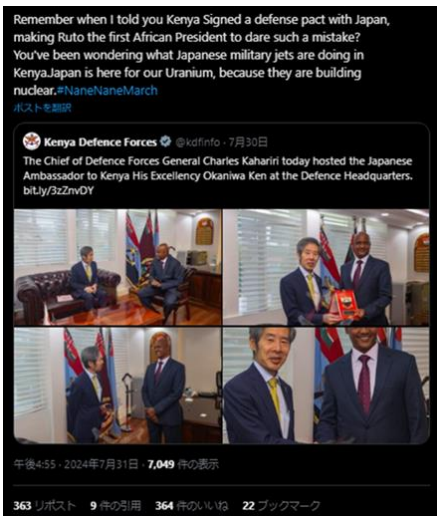 Remember when I told you Kenya Signed a defense pact with Japan,
making Ruto the first African President to dare such a mistake?
You've been wondering what Japanese military jets are doing in
KenyaJapan is here for our Uranium, because they are building
nuclear.#NaneNaneMarch
ポストを翻訳
Kenya Defence Forces @kdfinfo · 7月30日
The Chief of Defence Forces General Charles Kahariri today hosted the Japanese
Ambassador to Kenya His Excellency Okaniwa Ken at the Defence Headquarters.
bit.ly/3zZnvDY
午後4:55 · 2024年7月31日 · 7,049 件の表示
363 リポスト 9 件の引用 364 件のいいね 22 ブックマーク